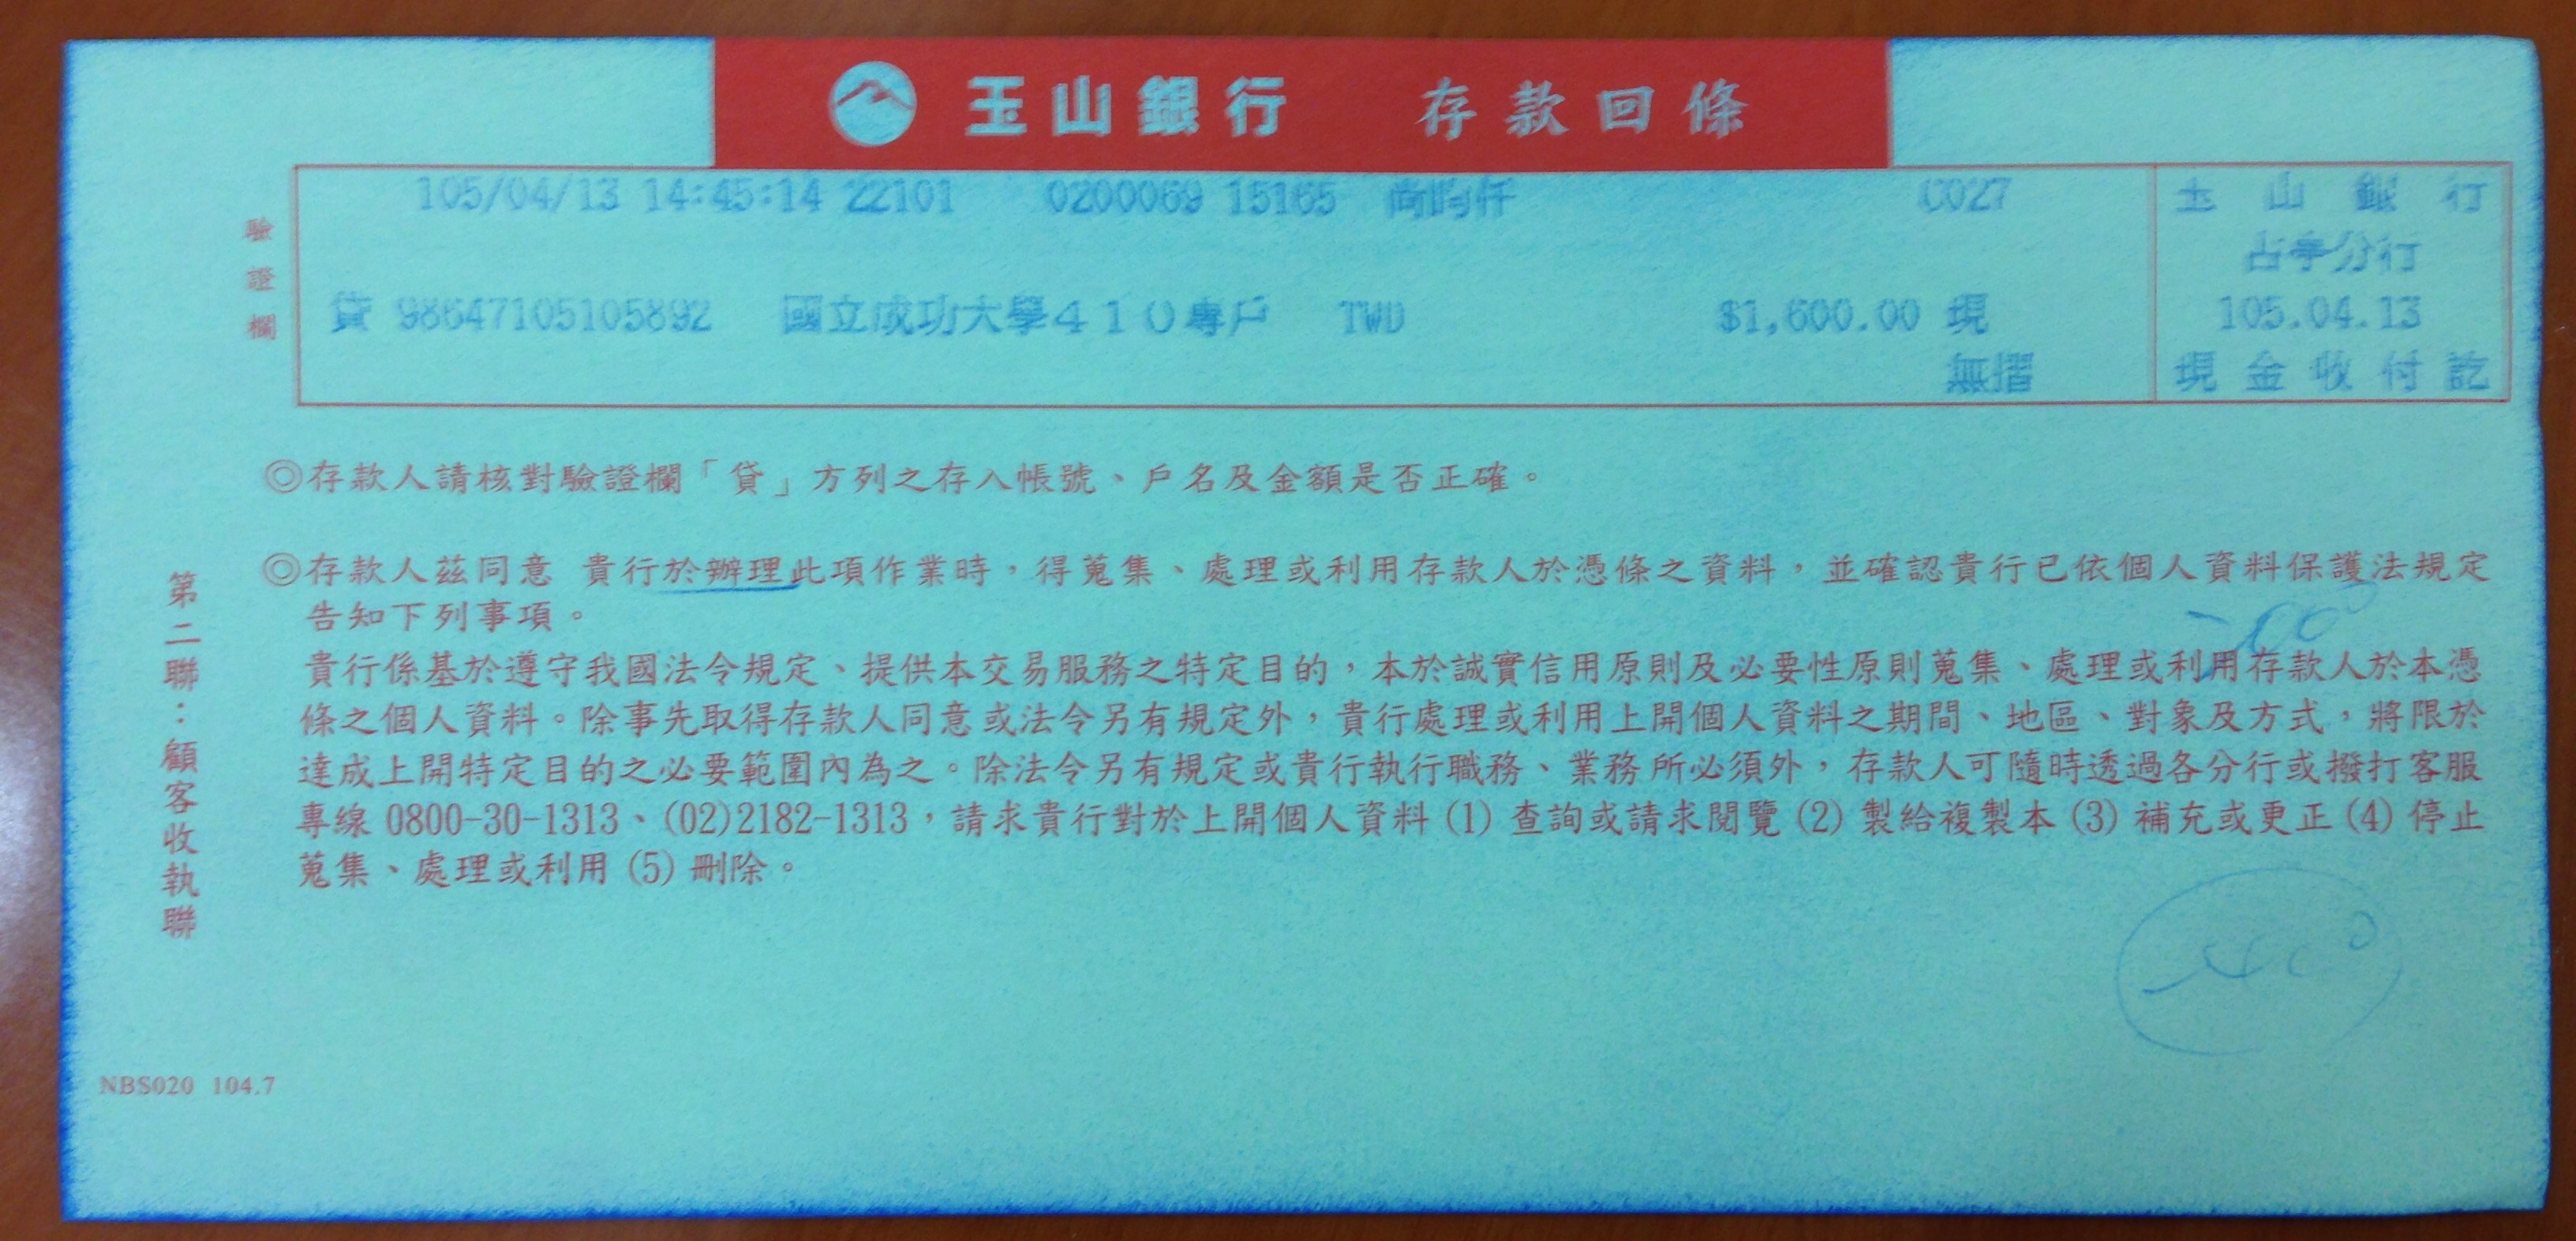 玉山銀行 存款回條
驗證欄
105/04/13 14:45:14 22101 0200069 15165 尚昀仟 0027
貸 98647105105892 國立成功大學410專戶 TWD $1,600.00 現
無摺
玉山銀行
105.04.13
現金收付訖
◎存款人請核對驗證欄「貸」方列之存入帳號、戶名及金額是否正確。
◎存款人茲同意 貴行於辦理此項作業時，得蒐集、處理或利用存款人於憑條之資料，並確認貴行已依個人資料保護法規定
告知下列事項。
貴行係基於遵守我國法令規定、提供本交易服務之特定目的，本於誠實信用原則及必要性原則蒐集、處理或利用存款人於本憑
條之個人資料。除事先取得存款人同意或法令另有規定外，貴行處理或利用上開個人資料之期間、地區、對象及方式，將限於
達成上開特定目的之必要範圍內為之。除法令另有規定或貴行執行職務、業務所必須外，存款人可隨時透過各分行或撥打客服
專線 0800-30-1313、(02)2182-1313，請求貴行對於上開個人資料 (1) 查詢或請求閱覽 (2) 製給複製本 (3) 補充或更正 (4) 停止
蒐集、處理或利用 (5) 刪除。
第二聯：顧客收執聯
NBS020 104.7